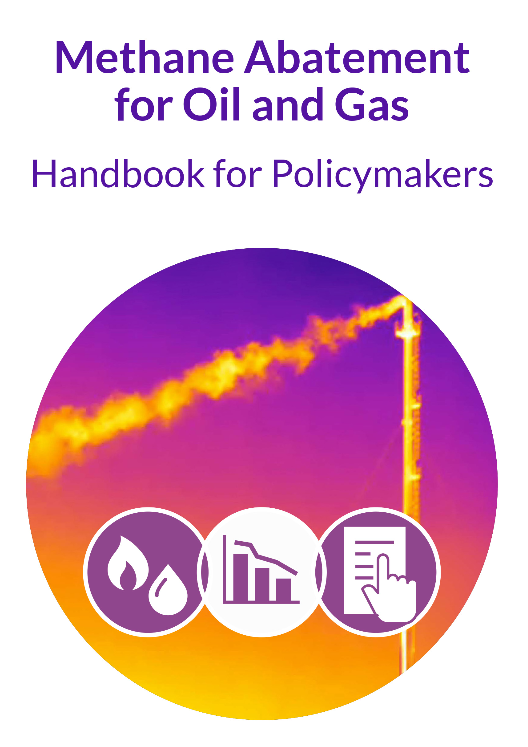 Methane Abatement
for Oil and Gas
Handbook for Policymakers